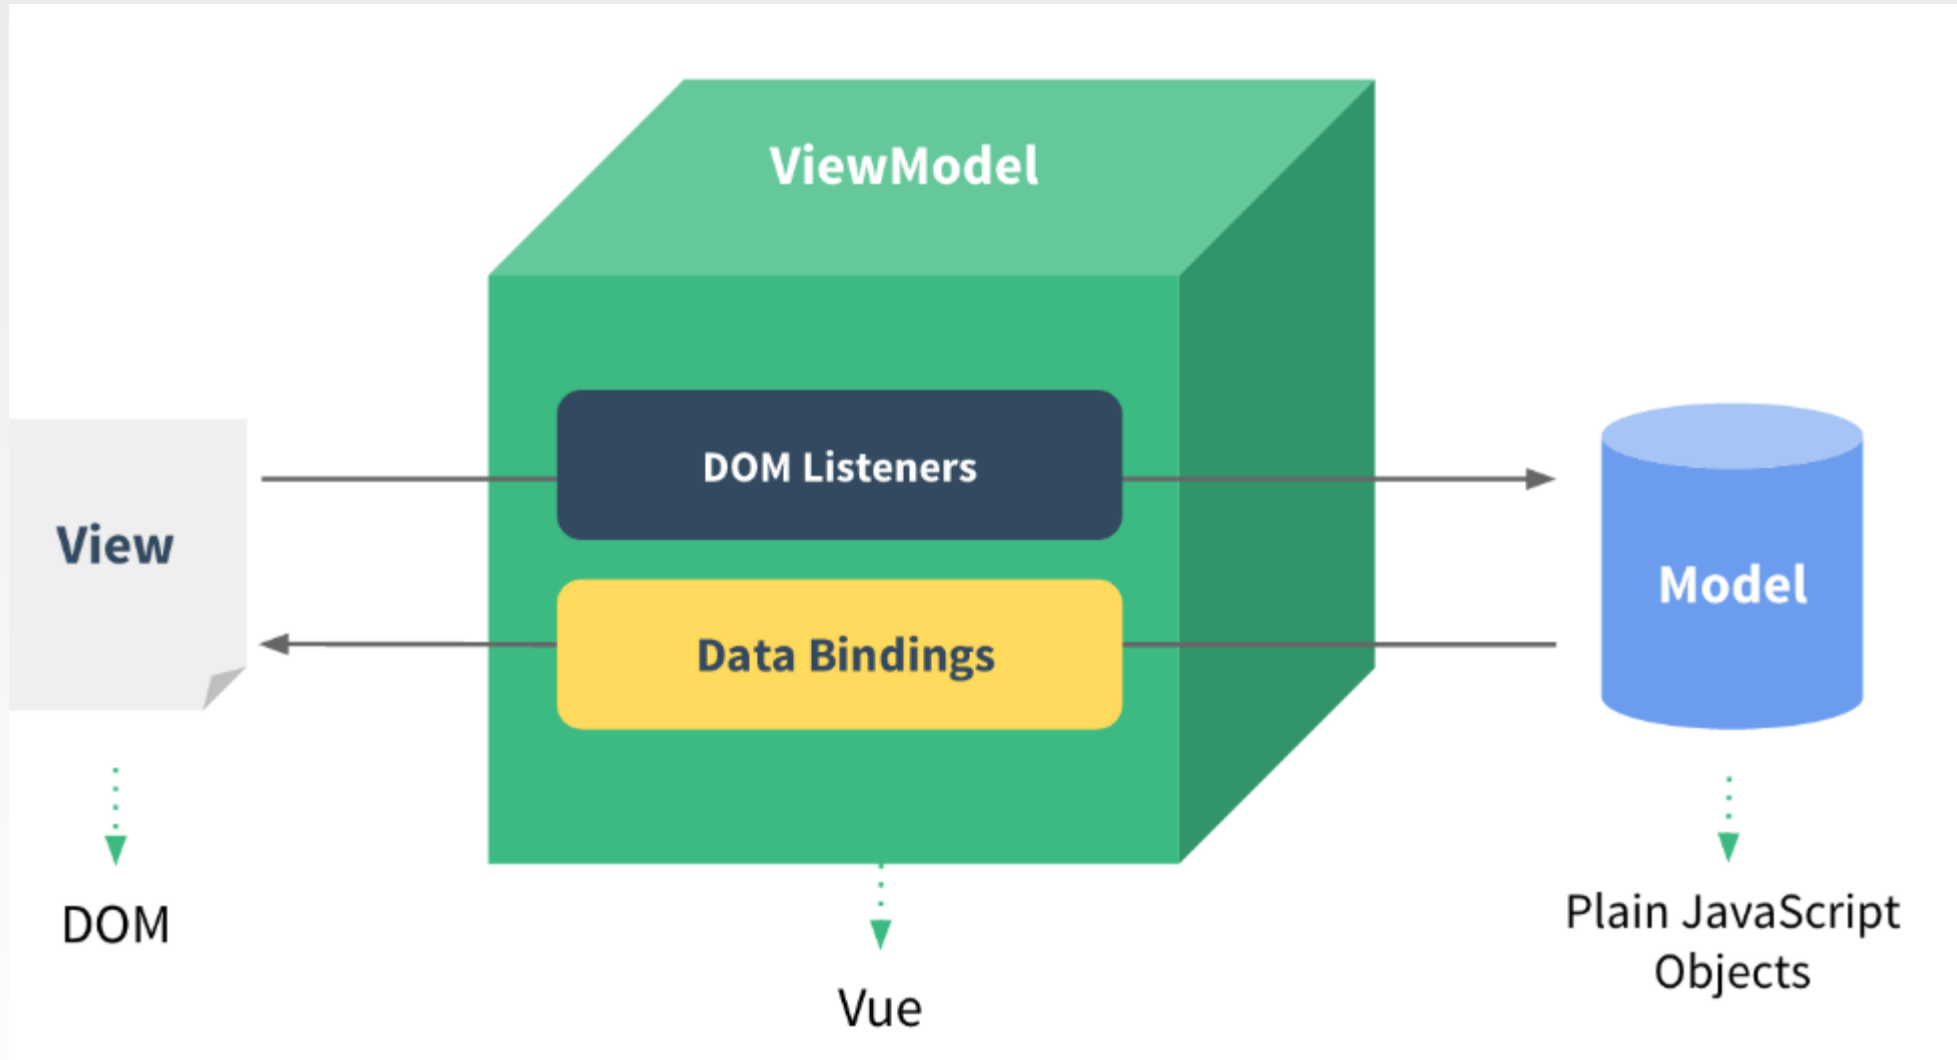 ViewModel
DOM Listeners
View
Data Bindings
Model
DOM
Vue
Plain JavaScript
Objects